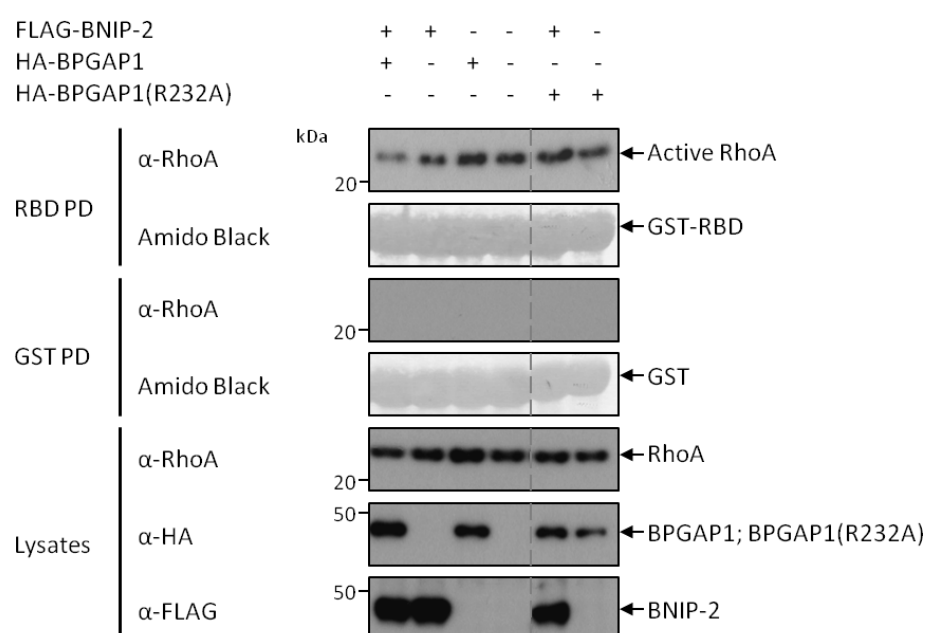 FLAG-BNIP-2 + + - - + -
HA-BPGAP1 + - + - - -
HA-BPGAP1(R232A) - - - - + +
kDa
α-RhoA
Active RhoA
20
RBD PD
Amido Black
GST-RBD
α-RhoA
20
GST PD
Amido Black
GST
α-RhoA
RhoA
20
50
Lysates
α-HA
BPGAP1; BPGAP1(R232A)
50
α-FLAG
BNIP-2